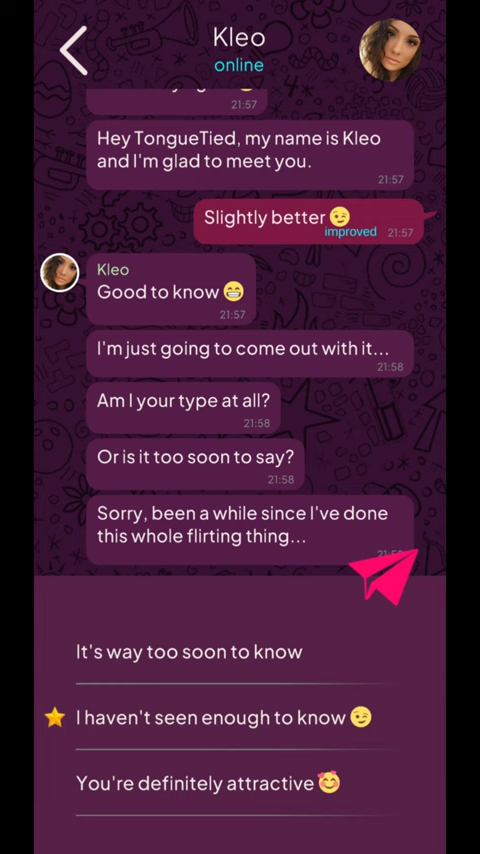 Kleo
online
21:57
Hey TongueTied, my name is Kleo
and I'm glad to meet you.
21:57
Slightly better 😉
improved 21:57
Kleo
Good to know 😁
21:57
I'm just going to come out with it...
21:58
Am I your type at all?
21:58
Or is it too soon to say?
21:58
Sorry, been a while since I've done
this whole flirting thing...
It's way too soon to know
I haven't seen enough to know 😉
You're definitely attractive 🥰